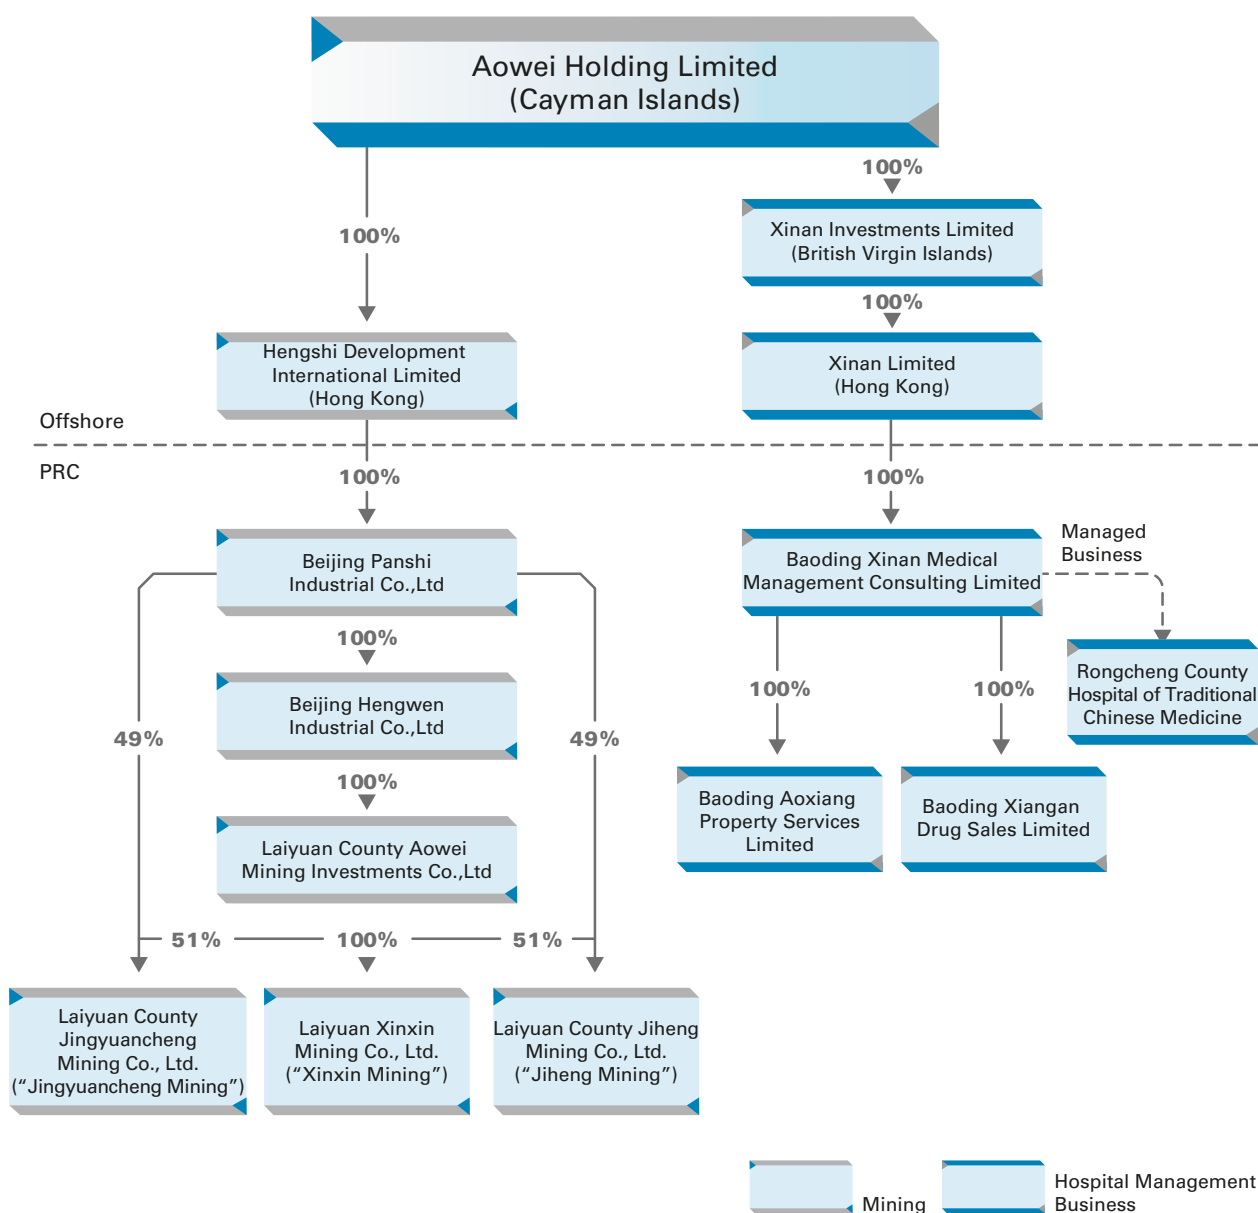 Aowei Holding Limited
(Cayman Islands)
100%
100%
Xinan Investments Limited
(British Virgin Islands)
100%
Hengshi Development
International Limited
(Hong Kong)
Xinan Limited
(Hong Kong)
Offshore
PRC
100%
100%
Beijing Panshi
Industrial Co.,Ltd
Baoding Xinan Medical
Management Consulting Limited
Managed
Business
100%
Beijing Hengwen
Industrial Co.,Ltd
49%
49%
100%
100%
Rongcheng County
Hospital of Traditional
Chinese Medicine
100%
Laiyuan County Aowei
Mining Investments Co.,Ltd
Baoding Aoxiang
Property Services
Limited
Baoding Xiangan
Drug Sales Limited
51%
100%
51%
Laiyuan County
Jingyuancheng
Mining Co., Ltd.
(“Jingyuancheng Mining”)
Laiyuan Xinxin
Mining Co., Ltd.
(“Xinxin Mining”)
Laiyuan County Jiheng
Mining Co., Ltd.
(“Jiheng Mining”)
Mining
Hospital Management
Business